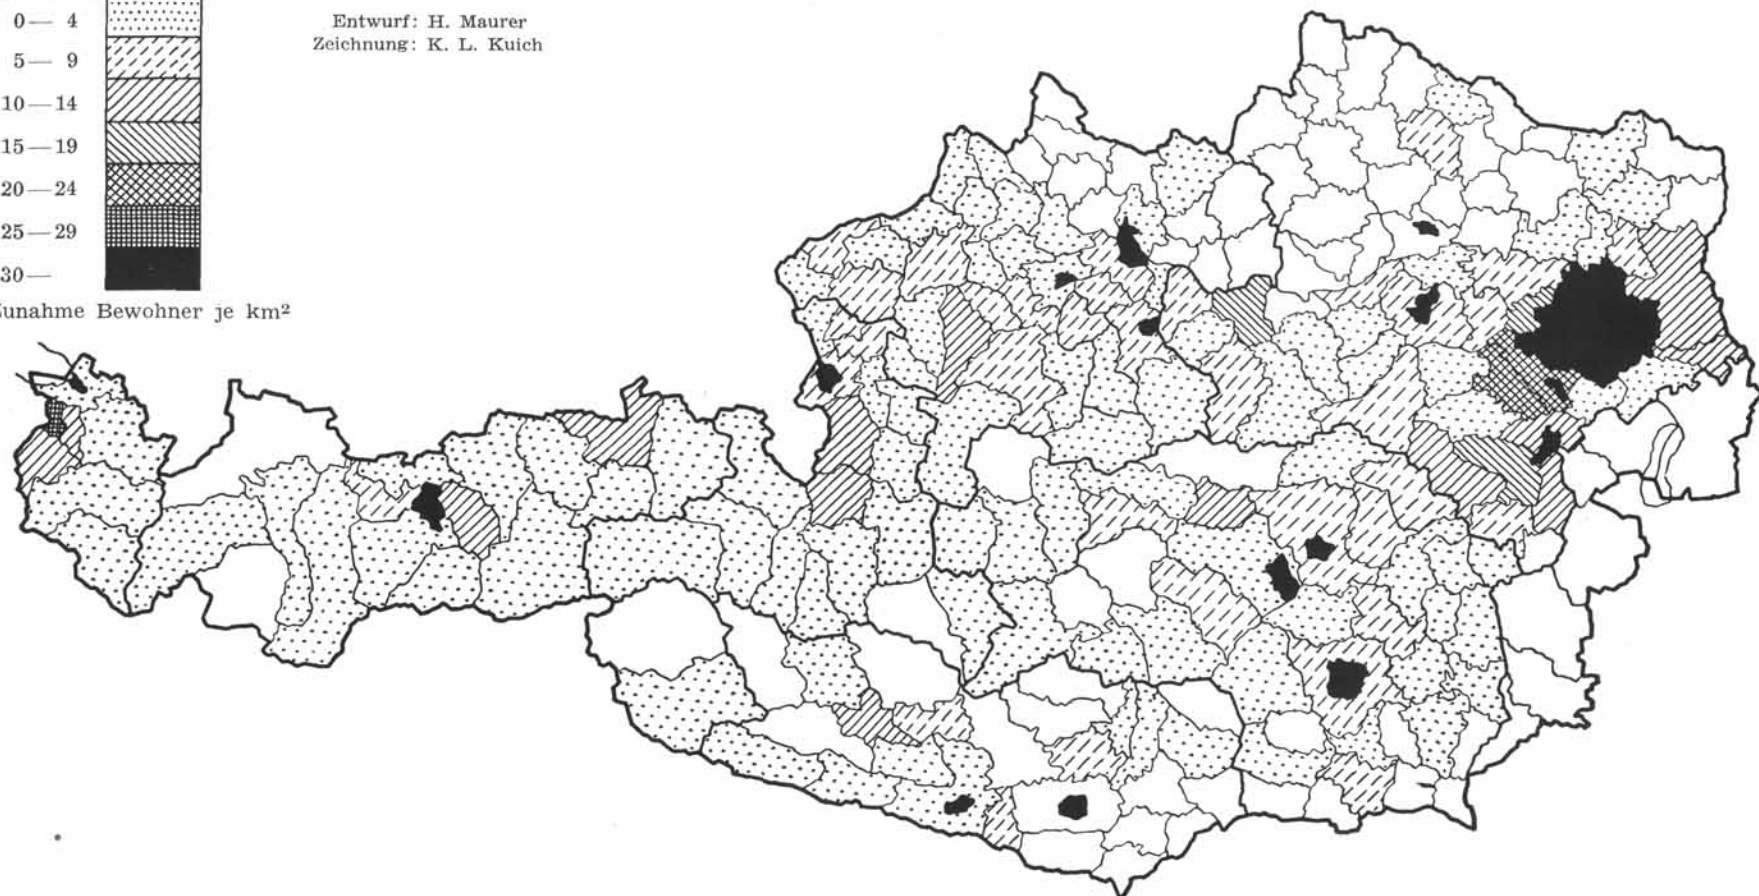 0— 4
5— 9
10—14
15—19
20—24
25—29
30—
Bewohner je km²
Entwurf: H. Maurer
Zeichnung: K. L. Kuich